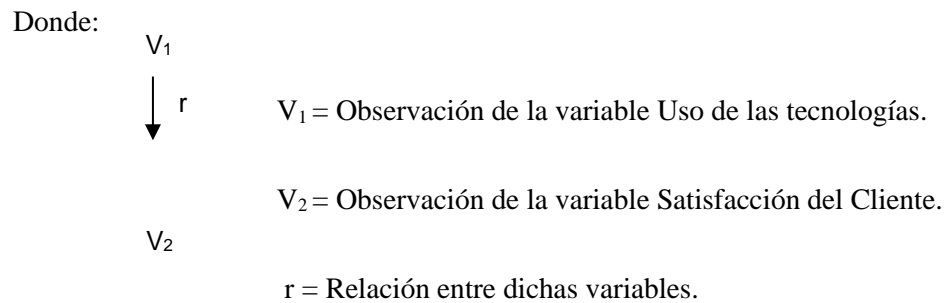 Donde:
V₁
r
V₁ = Observación de la variable Uso de las tecnologías.
V₂ = Observación de la variable Satisfacción del Cliente.
V₂
r = Relación entre dichas variables.